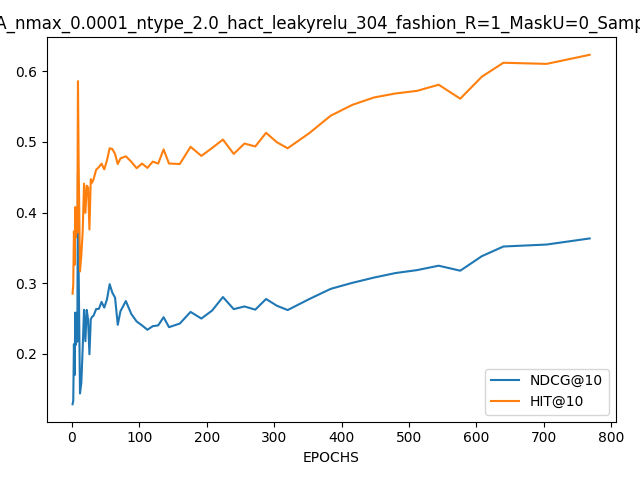 A_nmax_0.0001_ntype_2.0_hact_leakyrelu_304_fashion_R=1_MaskU=0_Samp
0.6
0.5
0.4
0.3
0.2
NDCG@10
HIT@10
0 100 200 300 400 500 600 700 800
EPOCHS